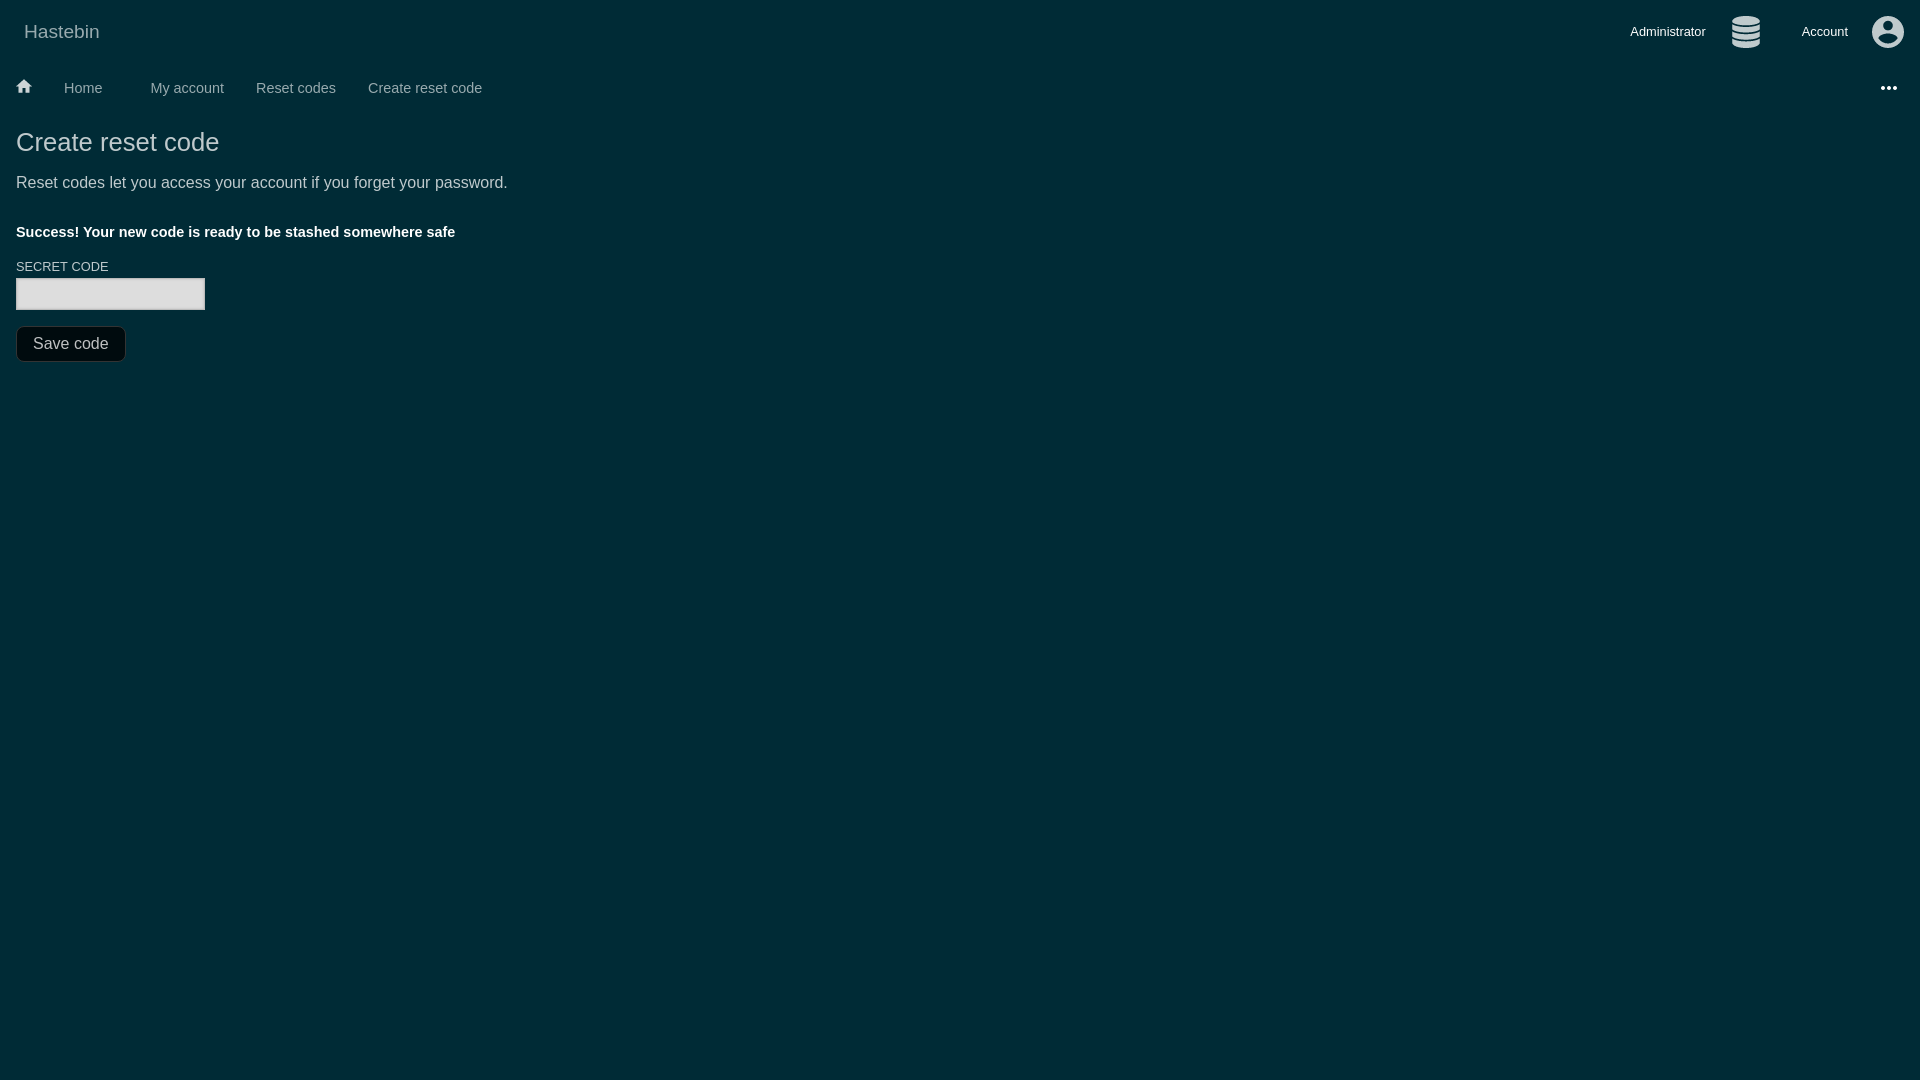 Hastebin
Administrator
Account
Home
My account
Reset codes
Create reset code
Create reset code
Reset codes let you access your account if you forget your password.
Success! Your new code is ready to be stashed somewhere safe
SECRET CODE
Save code